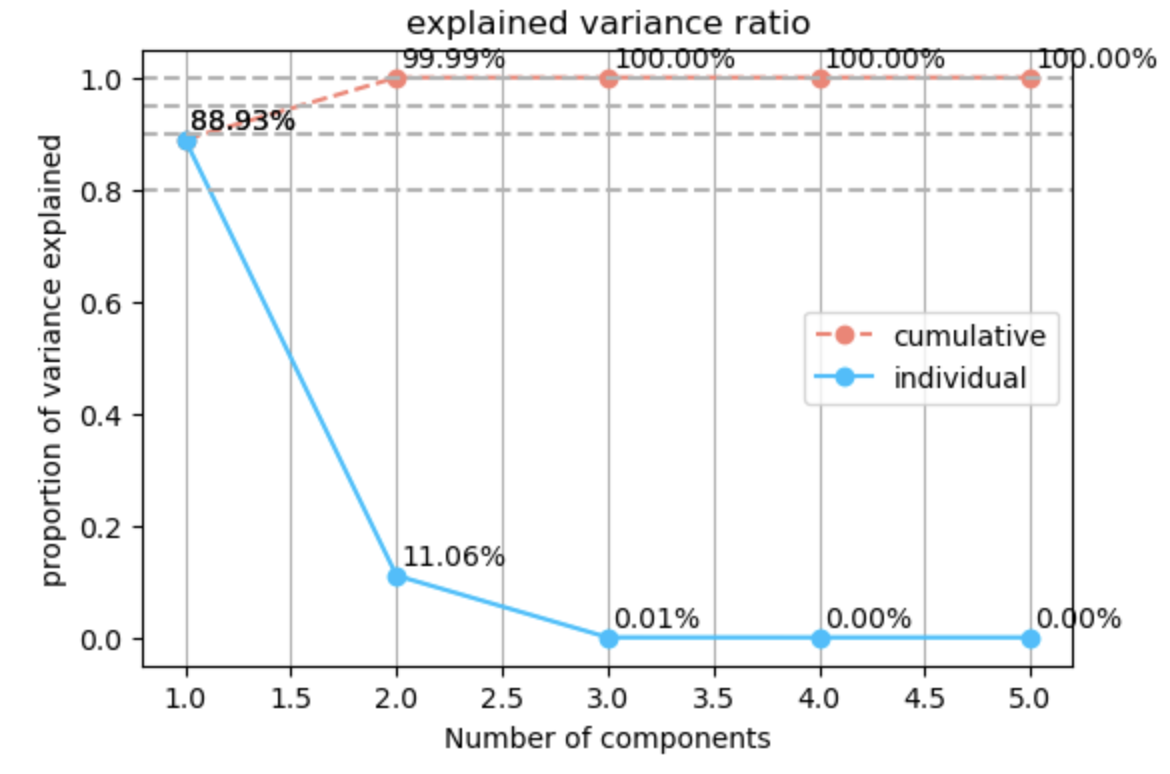 explained variance ratio
99.99% 100.00% 100.00% 100.00%
1.0
88.93%
0.8
proportion of variance explained
0.6
cumulative
individual
0.4
0.2
11.06%
0.01% 0.00% 0.00%
0.0
1.0 1.5 2.0 2.5 3.0 3.5 4.0 4.5 5.0
Number of components